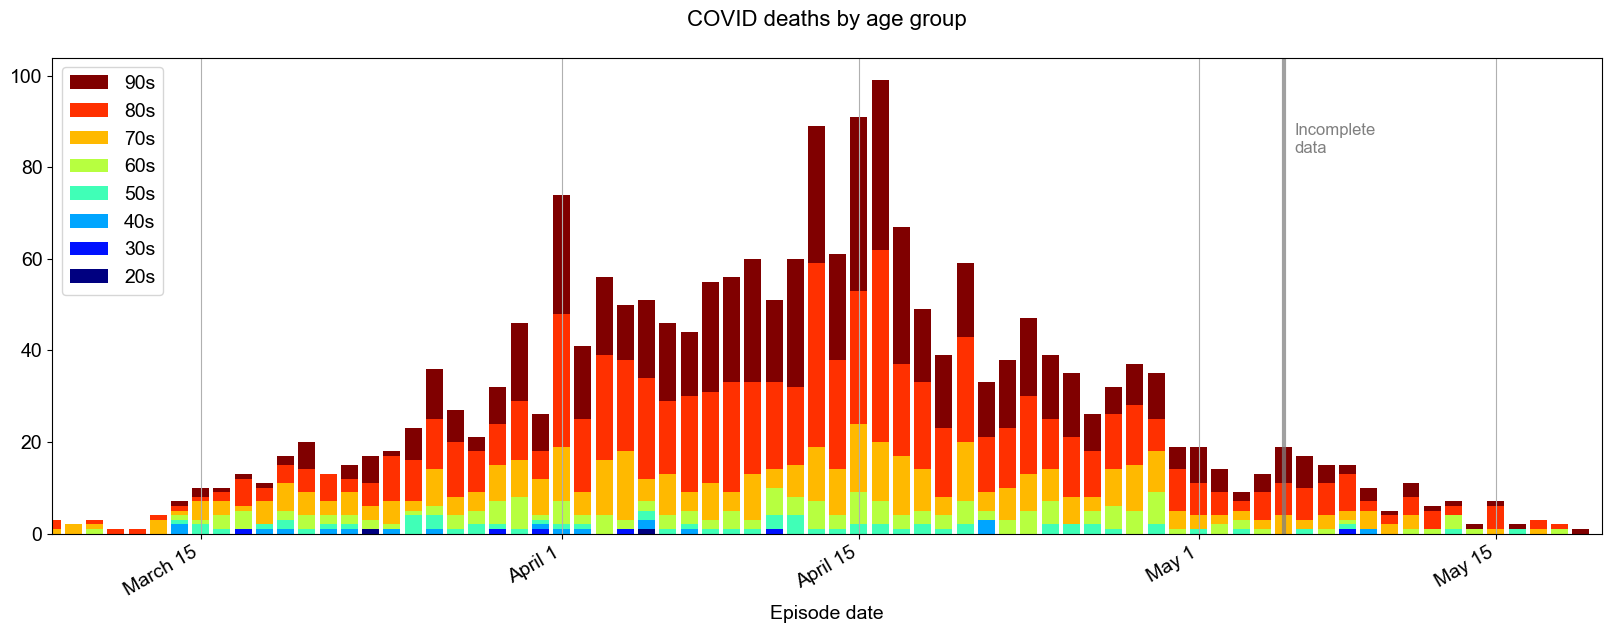 COVID deaths by age group
100
80
60
40
20
0
90s
80s
70s
60s
50s
40s
30s
20s
Incomplete
data
March 15
April 1
April 15
May 1
May 15
Episode date